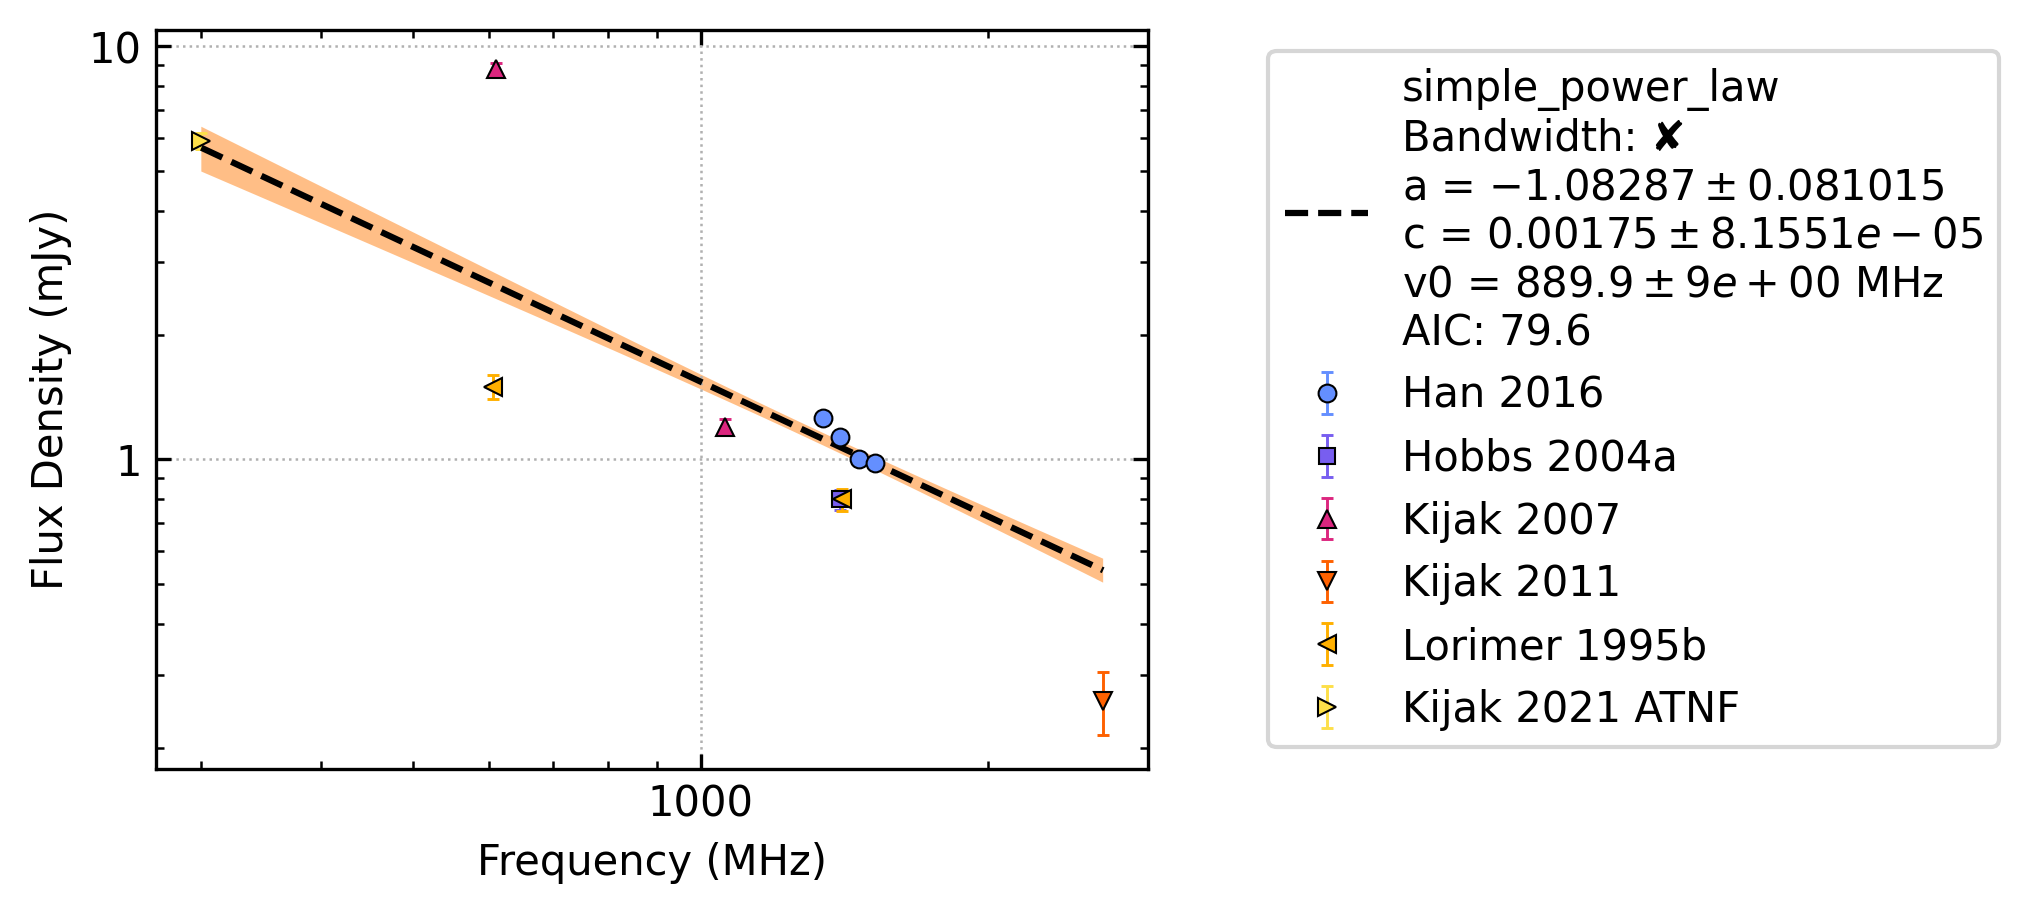 10
1
Flux Density (mJy)
1000
Frequency (MHz)
simple_power_law
Bandwidth: ✘
a = −1.08287 ± 0.081015
c = 0.00175 ± 8.1551e − 05
v0 = 889.9 ± 9e + 00 MHz
AIC: 79.6
Han 2016
Hobbs 2004a
Kijak 2007
Kijak 2011
Lorimer 1995b
Kijak 2021 ATNF